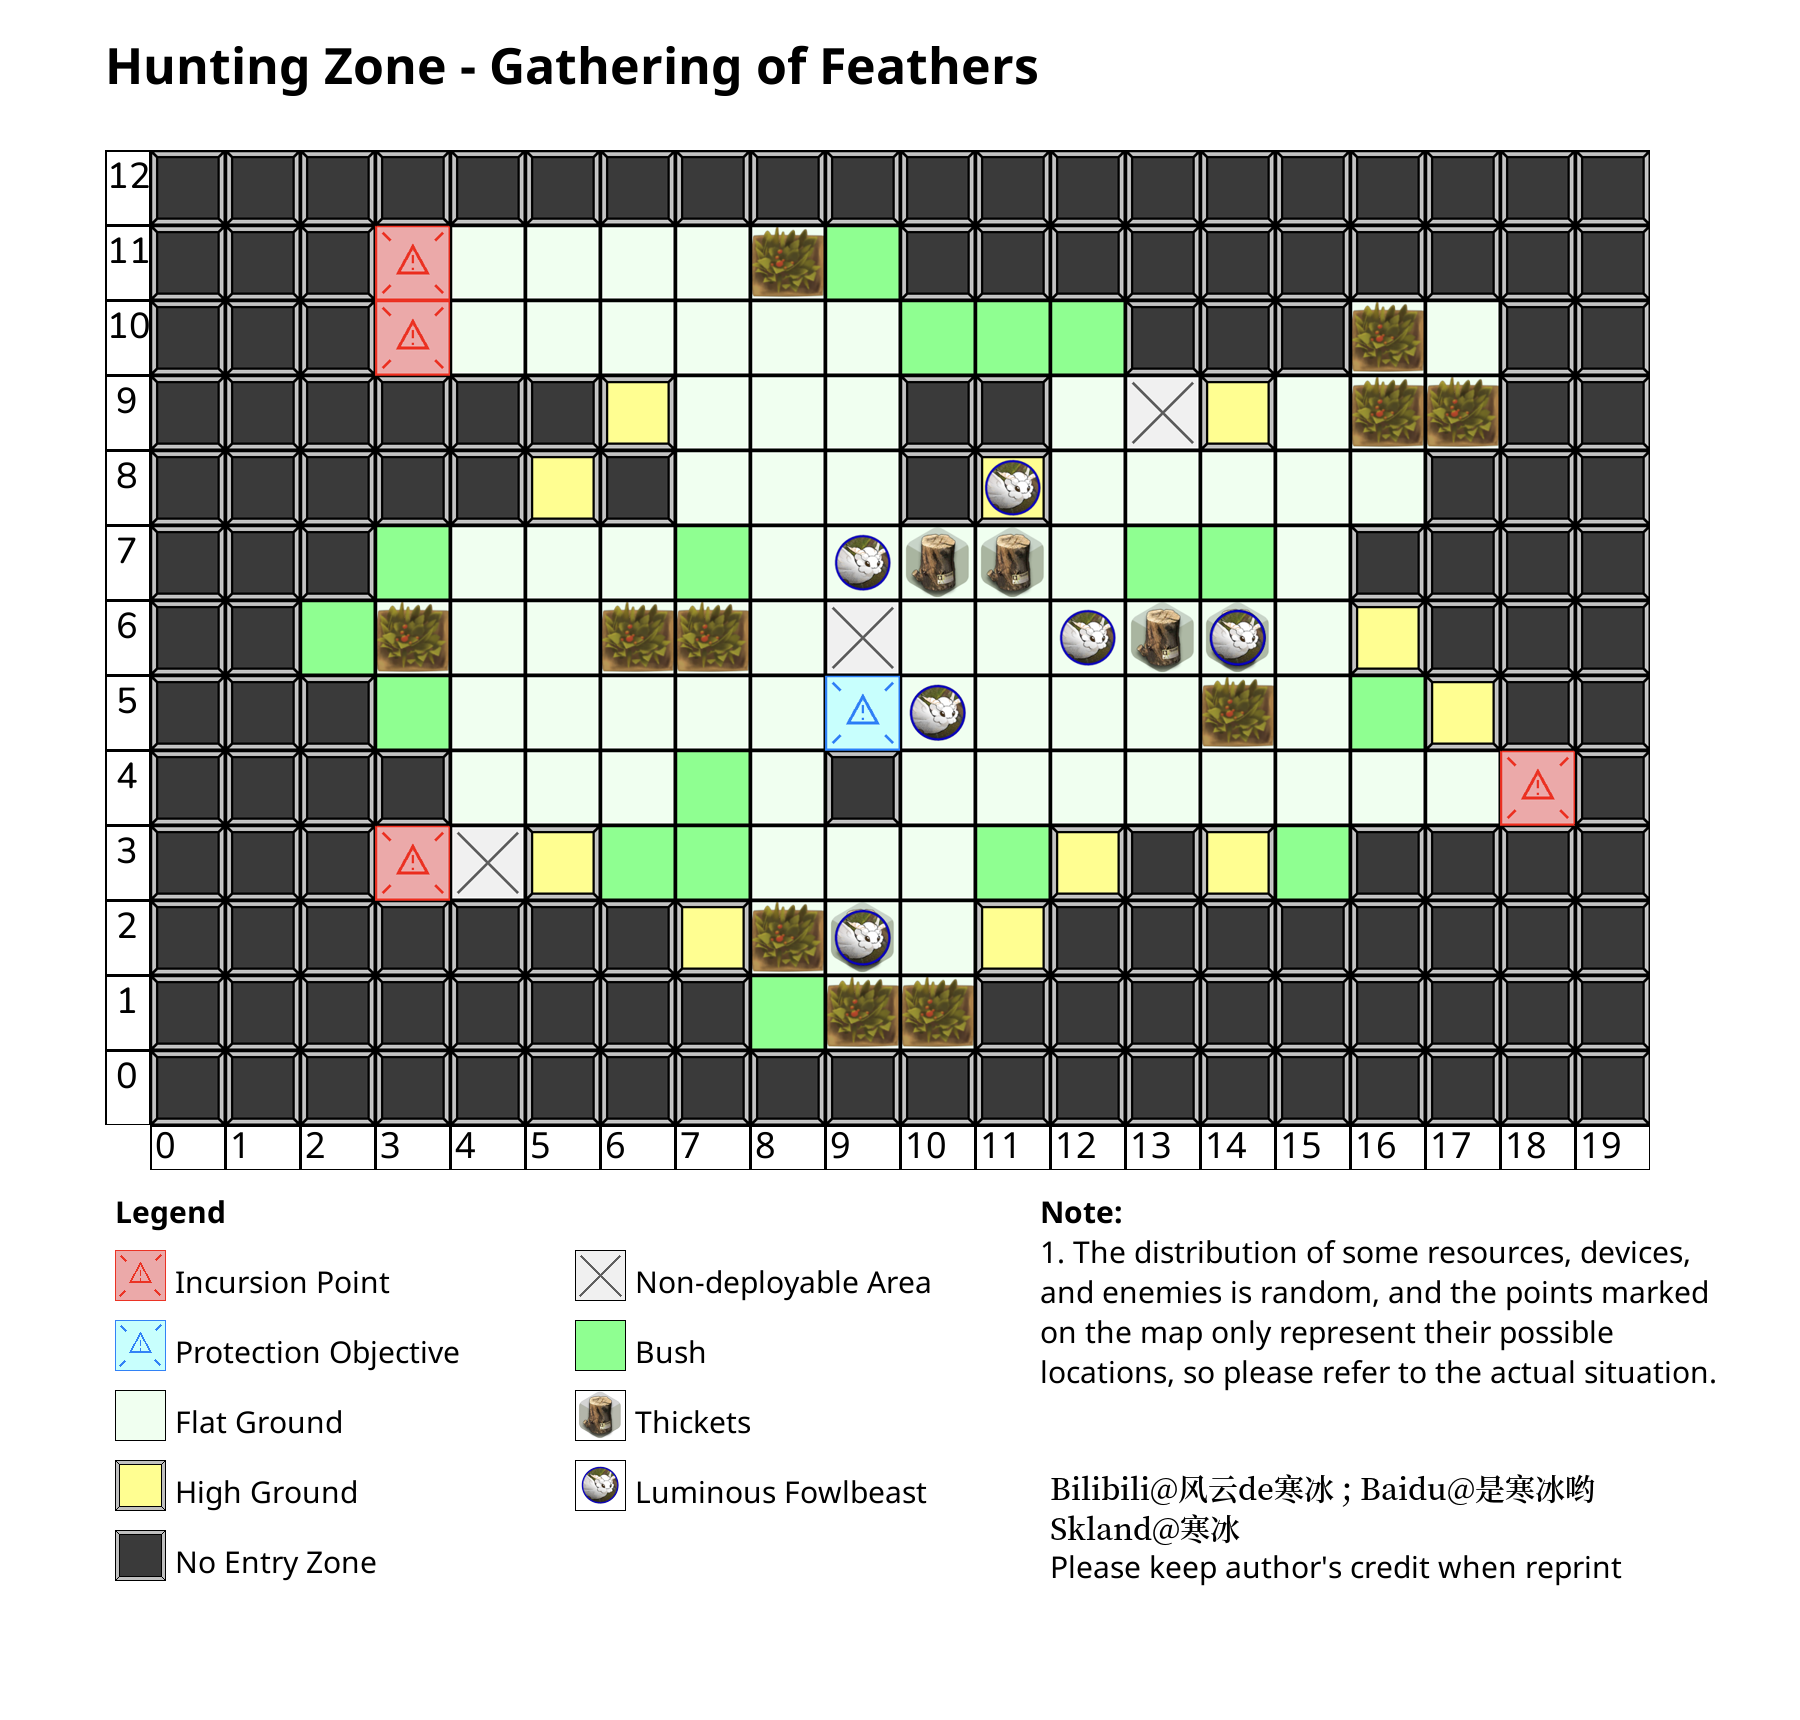 Hunting Zone - Gathering of Feathers
12
11
10
9
8
7
6
5
4
3
2
1
0
0 1 2 3 4 5 6 7 8 9 10 11 12 13 14 15 16 17 18 19
Legend
Incursion Point
Protection Objective
Flat Ground
High Ground
No Entry Zone
Non-deployable Area
Bush
Thickets
Luminous Fowlbeast
Note:
1. The distribution of some resources, devices,
and enemies is random, and the points marked
on the map only represent their possible
locations, so please refer to the actual situation.
Bilibili@风云de寒冰 ; Baidu@是寒冰哟
Skland@寒冰
Please keep author's credit when reprint